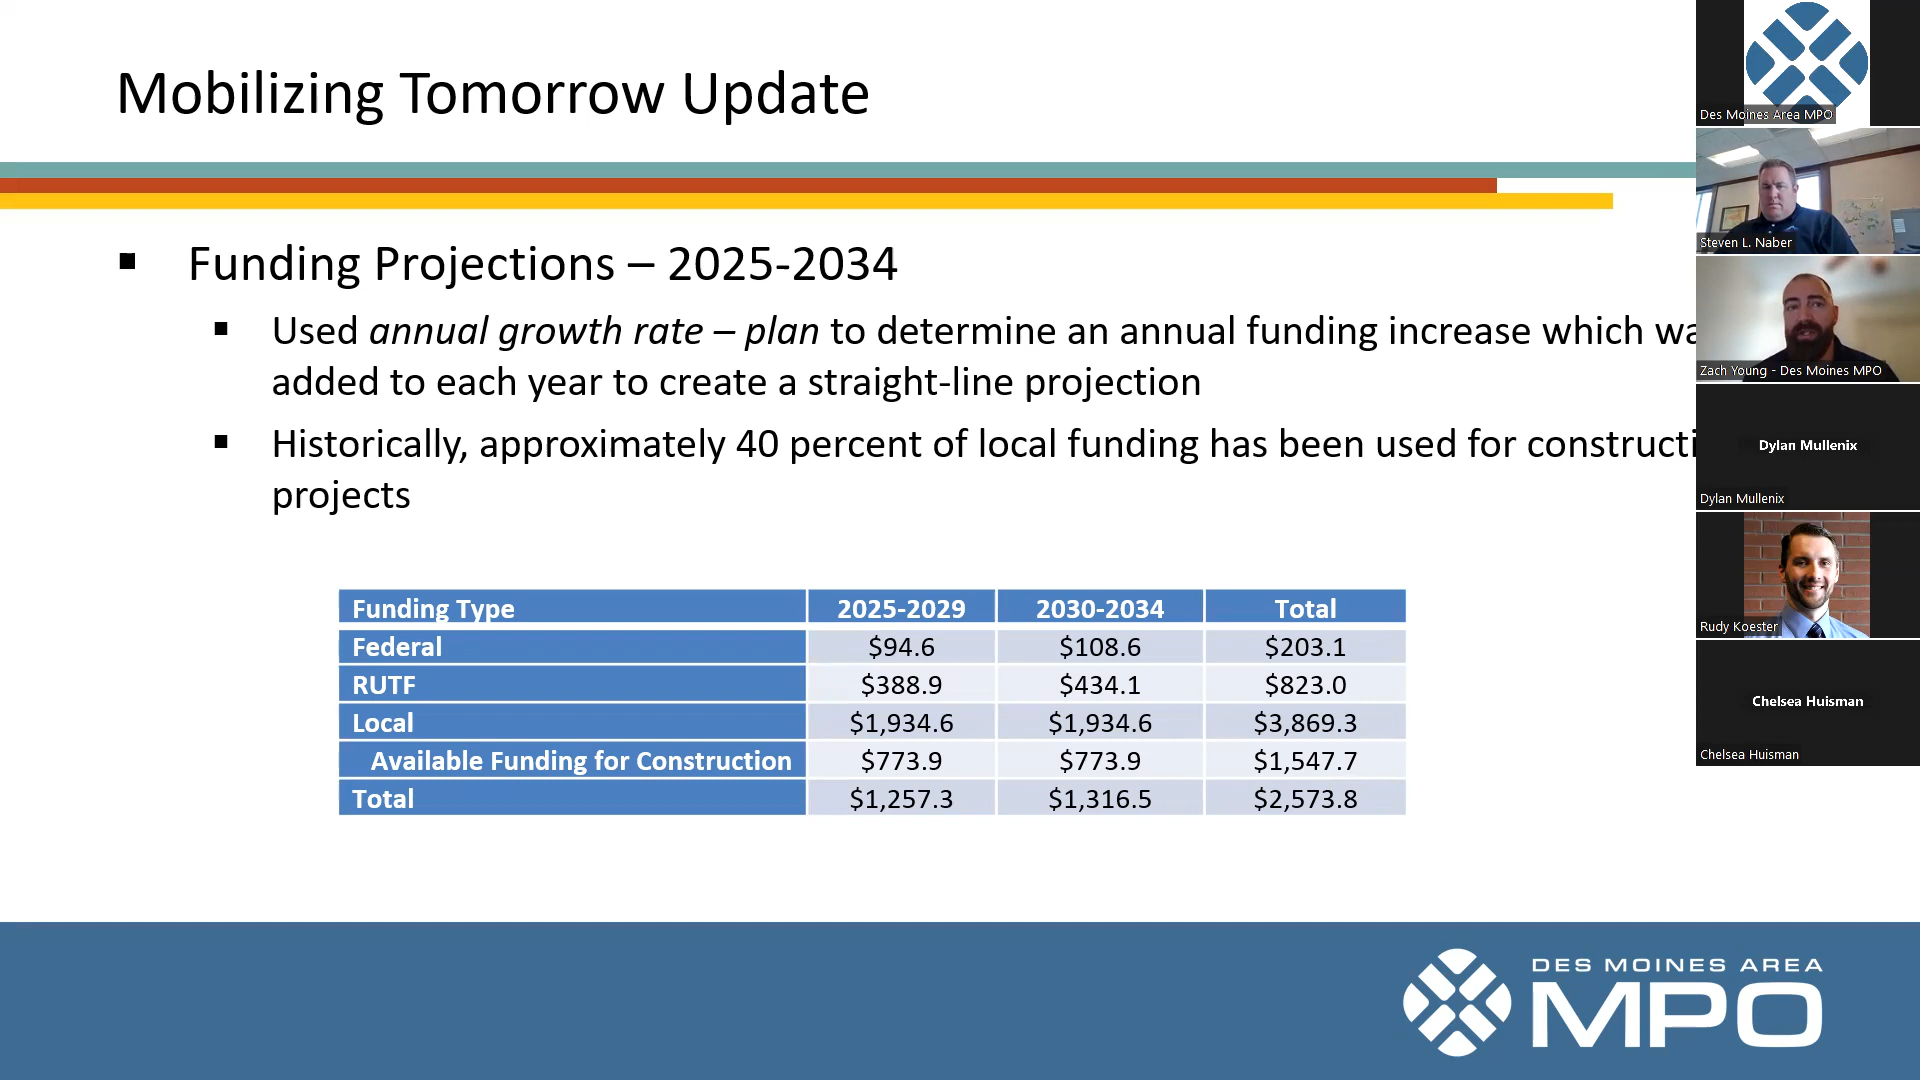 Mobilizing Tomorrow Update
Funding Projections – 2025-2034
Used annual growth rate – plan to determine an annual funding increase which wa
added to each year to create a straight-line projection
Historically, approximately 40 percent of local funding has been used for constructi
projects
Funding Type 2025-2029 2030-2034 Total
Federal $94.6 $108.6 $203.1
RUTF $388.9 $434.1 $823.0
Local $1,934.6 $1,934.6 $3,869.3
Available Funding for Construction $773.9 $773.9 $1,547.7
Total $1,257.3 $1,316.5 $2,573.8
DES MOINES AREA
MPO
Des Moines Area MPO
Steven L. Naber
Zach Young - Des Moines MPO
Dylan Mullenix
Dylan Mullenix
Rudy Koester
Chelsea Huisman
Chelsea Huisman